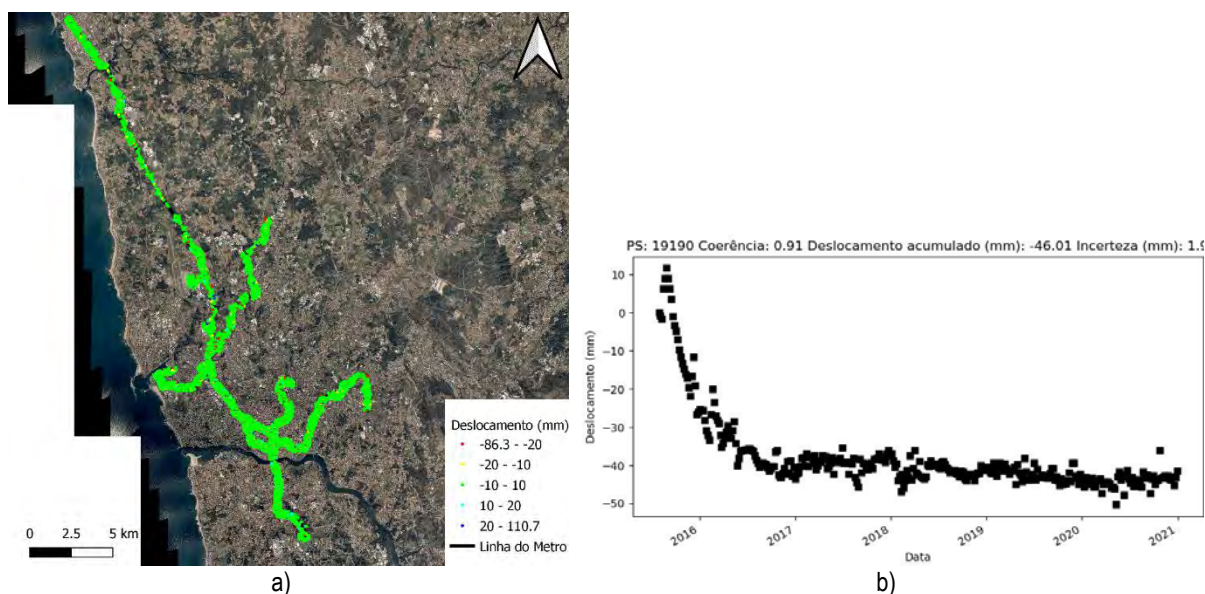 Deslocamento (mm)
-86.3 - -20
-20 - -10
-10 - 10
10 - 20
20 - 110.7
Linha do Metro
0 2.5 5 km
a)
PS: 19190 Coerência: 0.91 Deslocamento acumulado (mm): -46.01 Incerteza (mm): 1.9
Deslocamento (mm)
10
0
−10
−20
−30
−40
−50
2016 2017 2018 2019 2020 2021
Data
b)